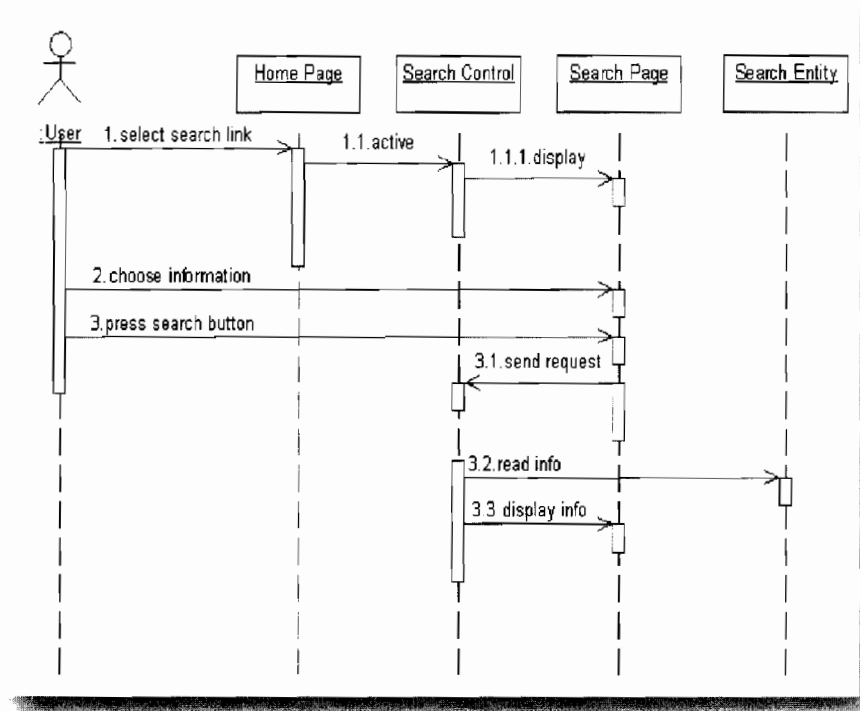 Home Page
Search Control
Search Page
Search Entity
:User
1. select search link
1.1. active
1.1.1. display
2. choose information
3. press search button
3.1. send request
3.2. read info
3.3 display info